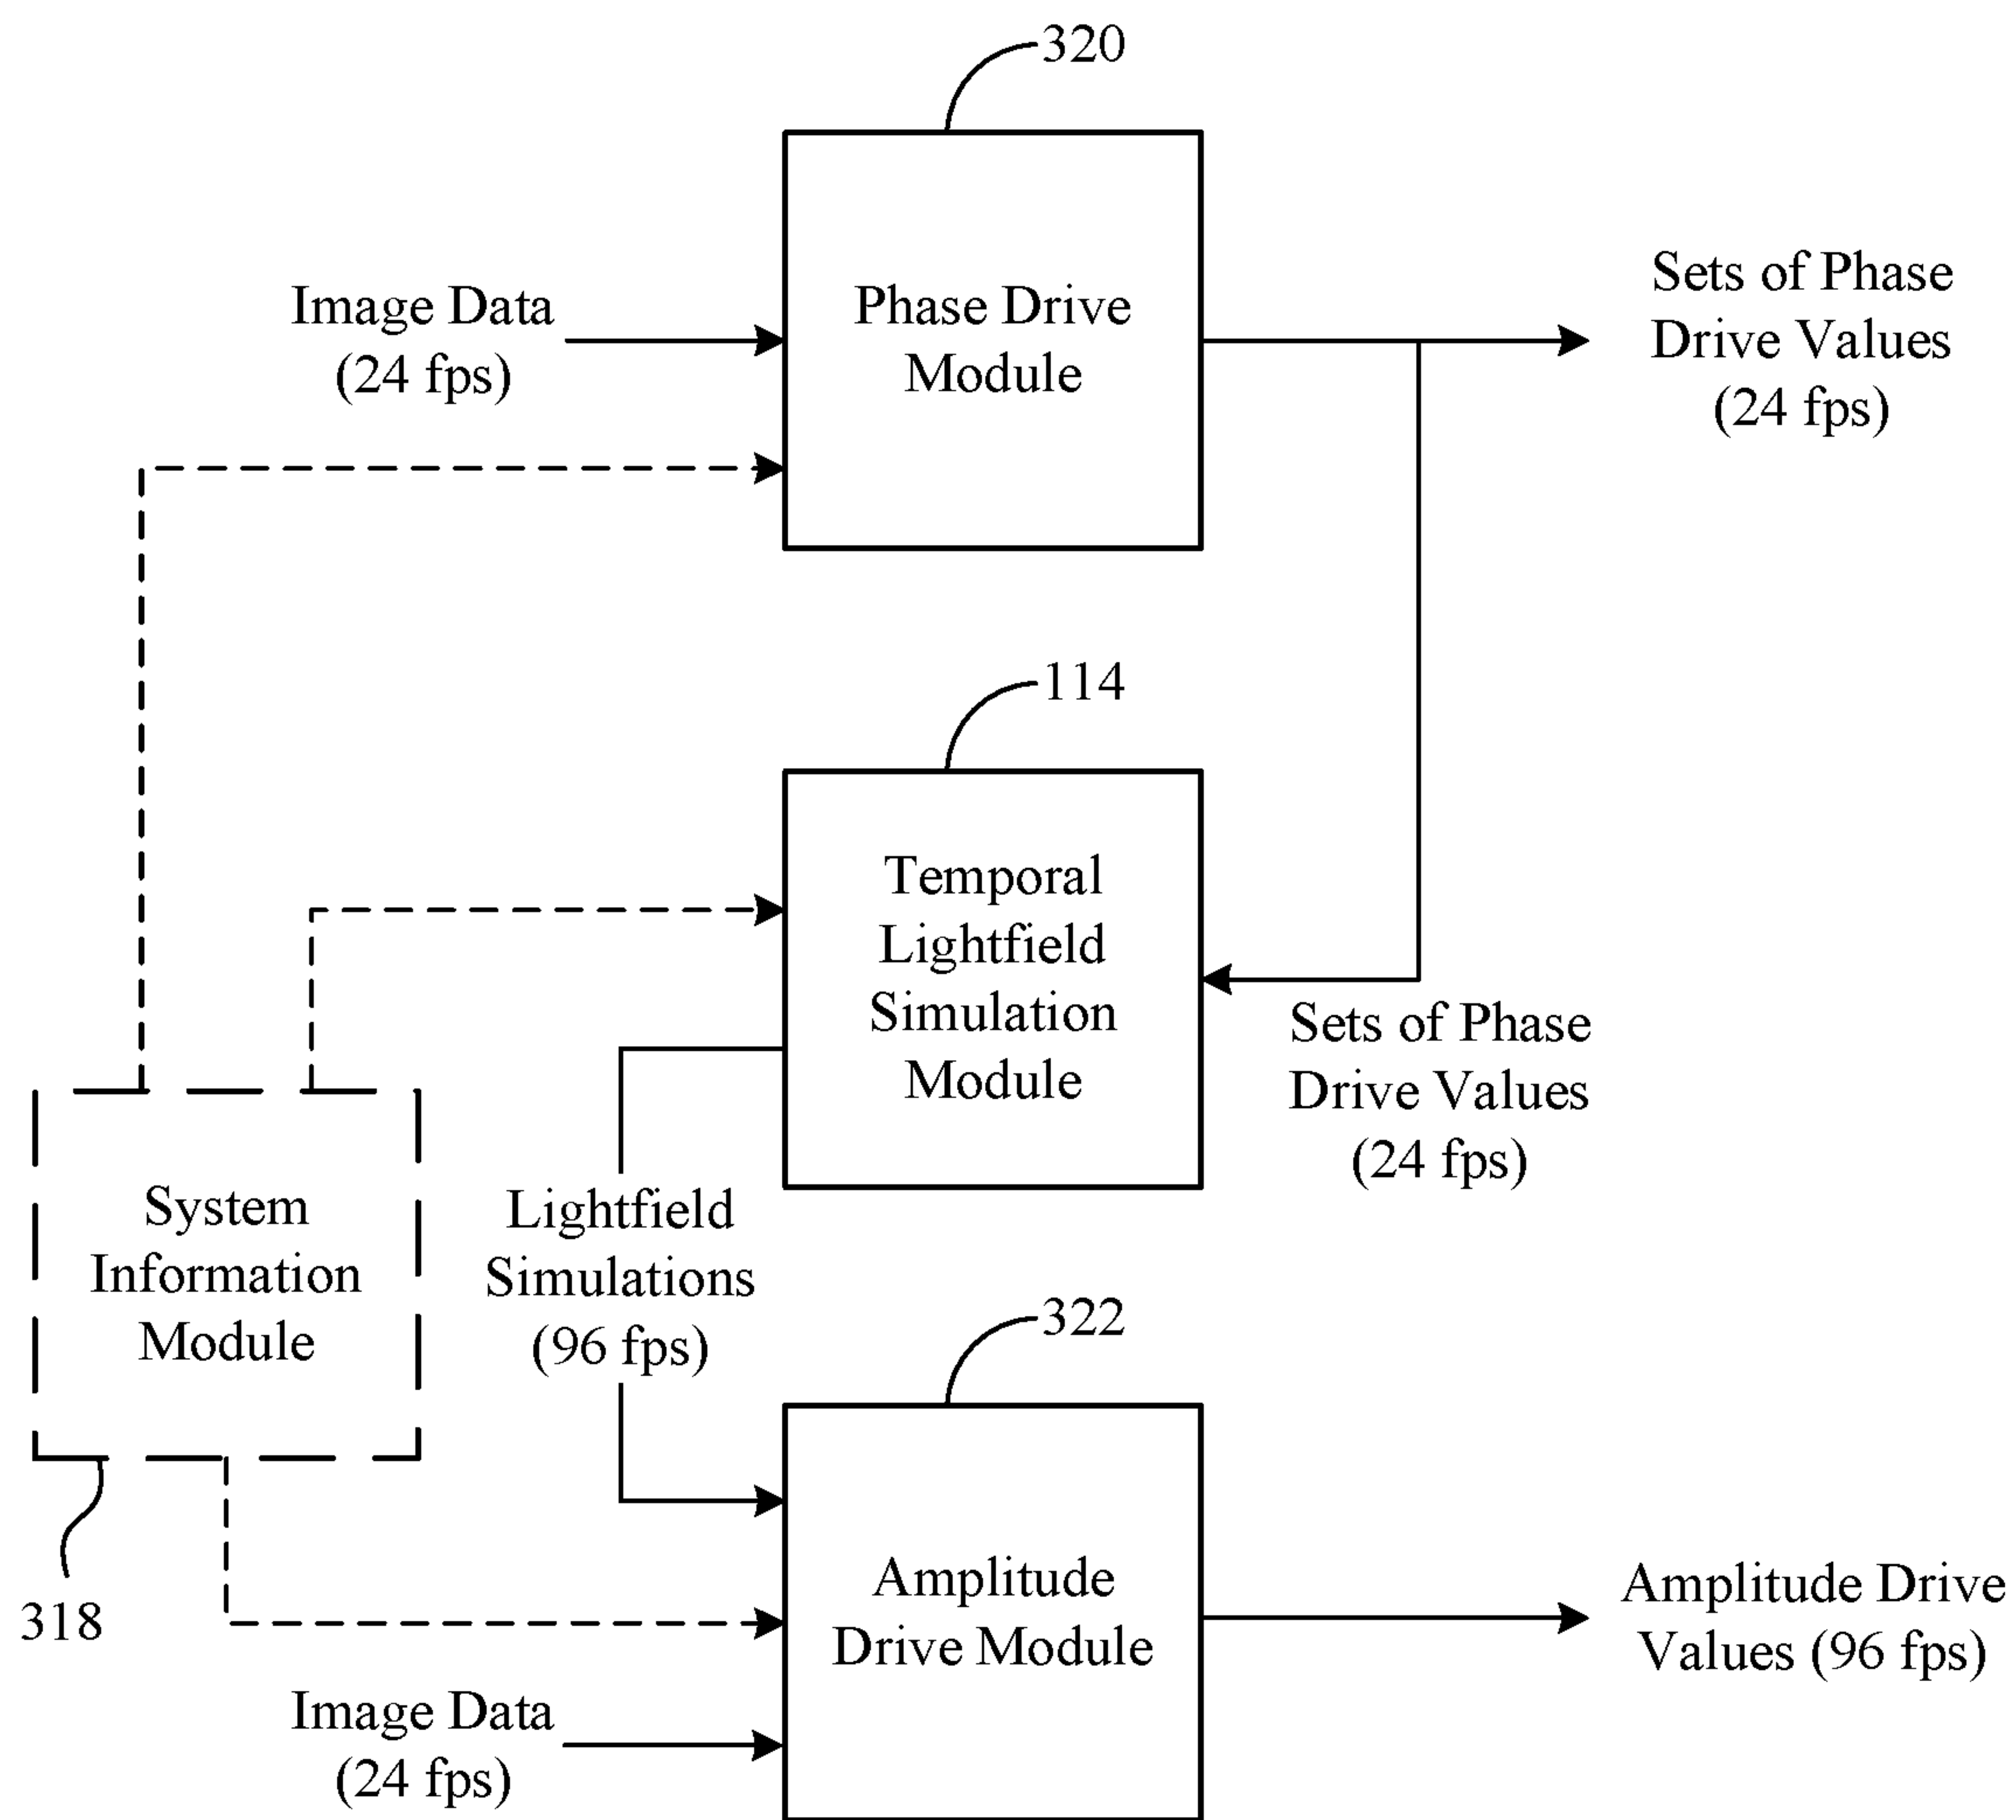 320
Image Data
(24 fps)
Phase Drive
Module
Sets of Phase
Drive Values
(24 fps)
114
Temporal
Lightfield
Simulation
Module
Sets of Phase
Drive Values
(24 fps)
System
Information
Module
318
Lightfield
Simulations
(96 fps)
322
Amplitude
Drive Module
Image Data
(24 fps)
Amplitude Drive
Values (96 fps)